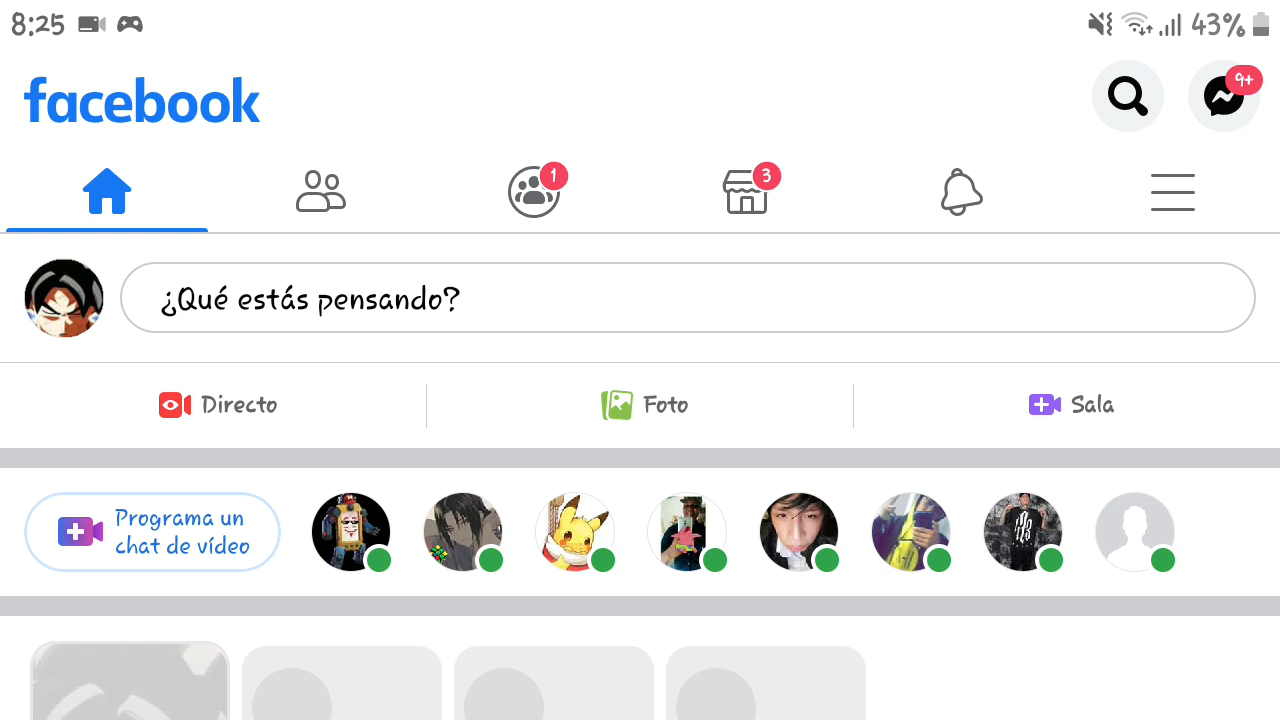 8:25 43%
facebook
9+
1
3
¿Qué estás pensando?
Directo Foto Sala
Programa un
chat de vídeo